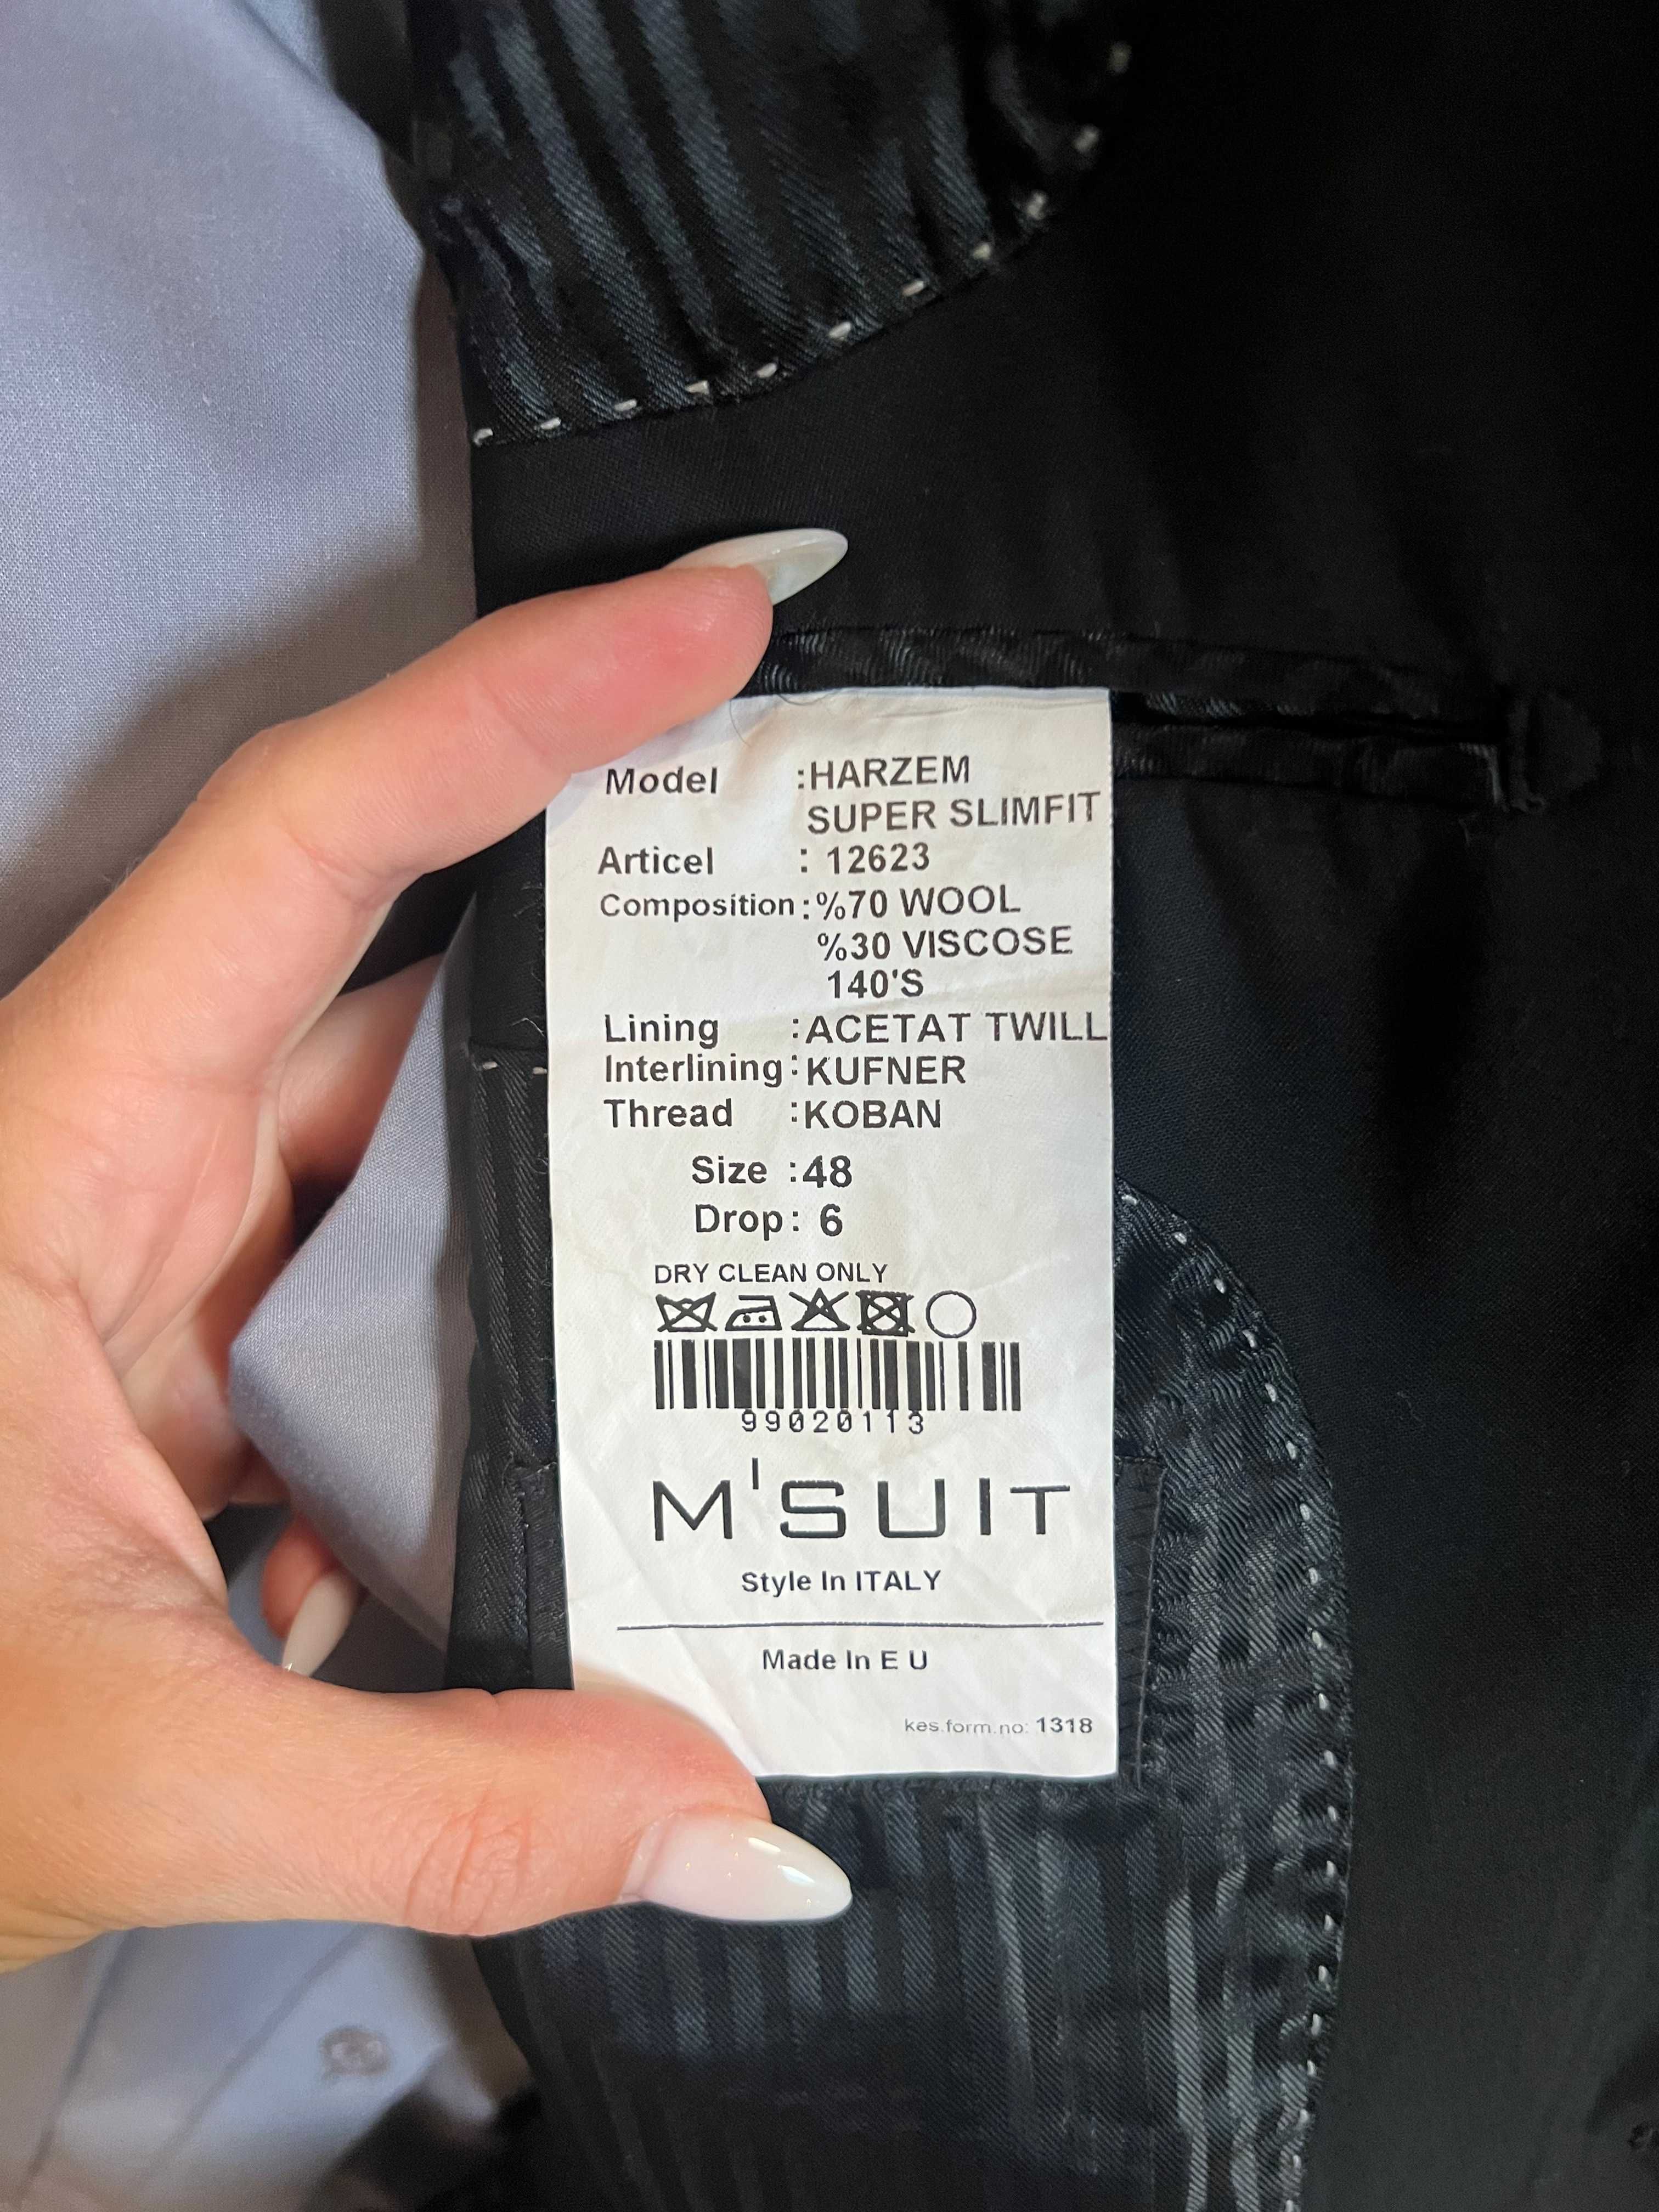 Model :HARZEM
SUPER SLIMFIT
Articel : 12623
Composition:%70 WOOL
%30 VISCOSE
140'S
Lining :ACETAT TWILL
Interlining:KUFNER
Thread :KOBAN
Size :48
Drop: 6
DRY CLEAN ONLY
99020113
M'SUIT
Style In ITALY
Made In E U
kes.form.no: 1318